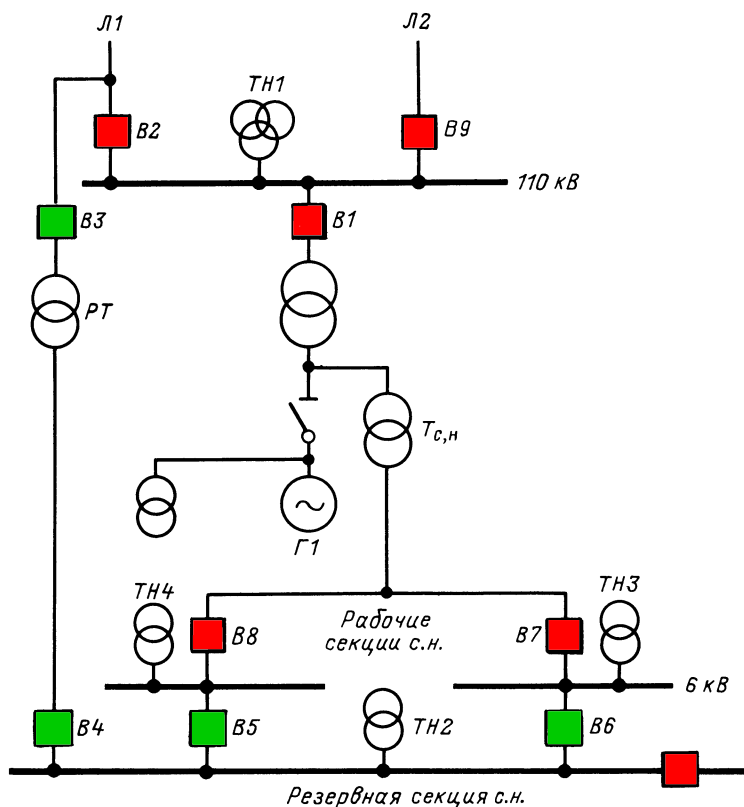 Л1
Л2
ТН1
В2
В9
110 кВ
В3
В1
РТ
Тс,н
Г1
ТН4
ТН3
Рабочие
секции с.н.
В8
В7
6 кВ
В4
В5
ТН2
В6
Резервная секция с.н.